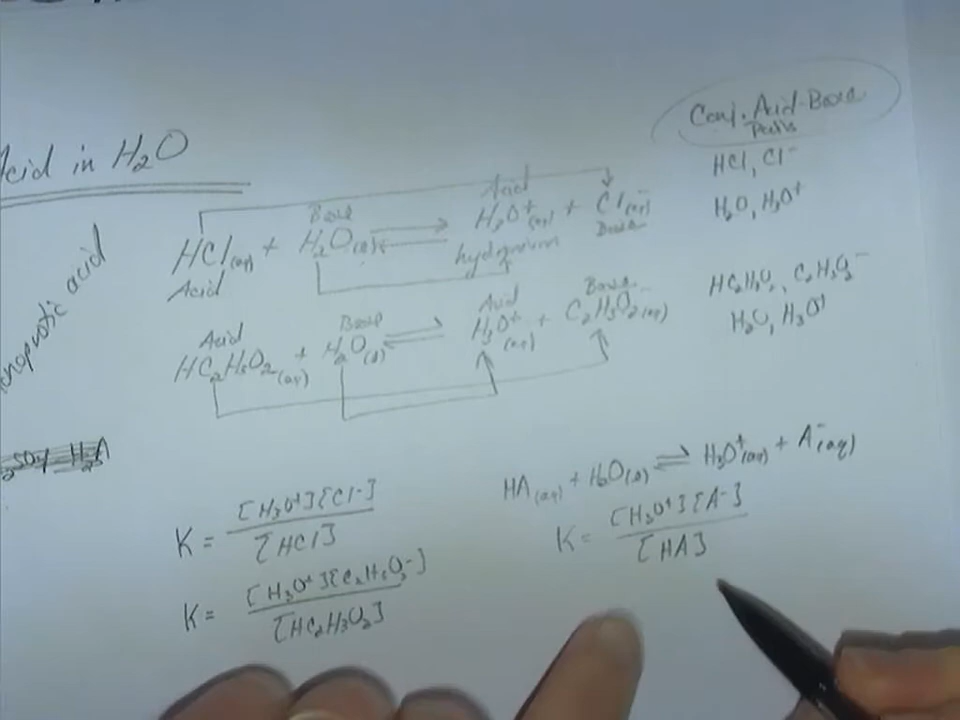 Acid in H₂O
Conj. Acid-Base
Pairs
HCl, Cl⁻
H₂O, H₃O⁺
Base Acid
HCl(aq) + H₂O(l) ⇌ H₃O⁺(aq) + Cl⁻(aq)
Acid hydronium Base
HC₂H₃O₂, C₂H₃O₂⁻
H₂O, H₃O⁺
Acid Base Acid Base
HC₂H₃O₂(aq) + H₂O(l) ⇌ H₃O⁺(aq) + C₂H₃O₂⁻(aq)
noprotic acid
H₂A
HA(aq) + H₂O(l) ⇌ H₃O⁺(aq) + A⁻(aq)
K = [H₃O⁺][Cl-] / [HCl]
K = [H₃O⁺][A-] / [HA]
K = [H₃O⁺][C₂H₃O₂⁻] / [HC₂H₃O₂]